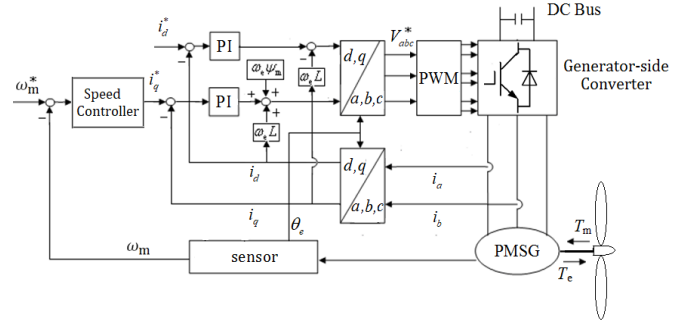 DC Bus
i_d^*
PI
V_abc^*
d,q
a,b,c
PWM
Generator-side
Converter
ω_e L
ω_e ψ_m
ω_m^*
Speed
Controller
i_q^*
PI
ω_e L
i_d
d,q
a,b,c
i_a
i_q
i_b
θ_e
ω_m
sensor
PMSG
T_m
T_e